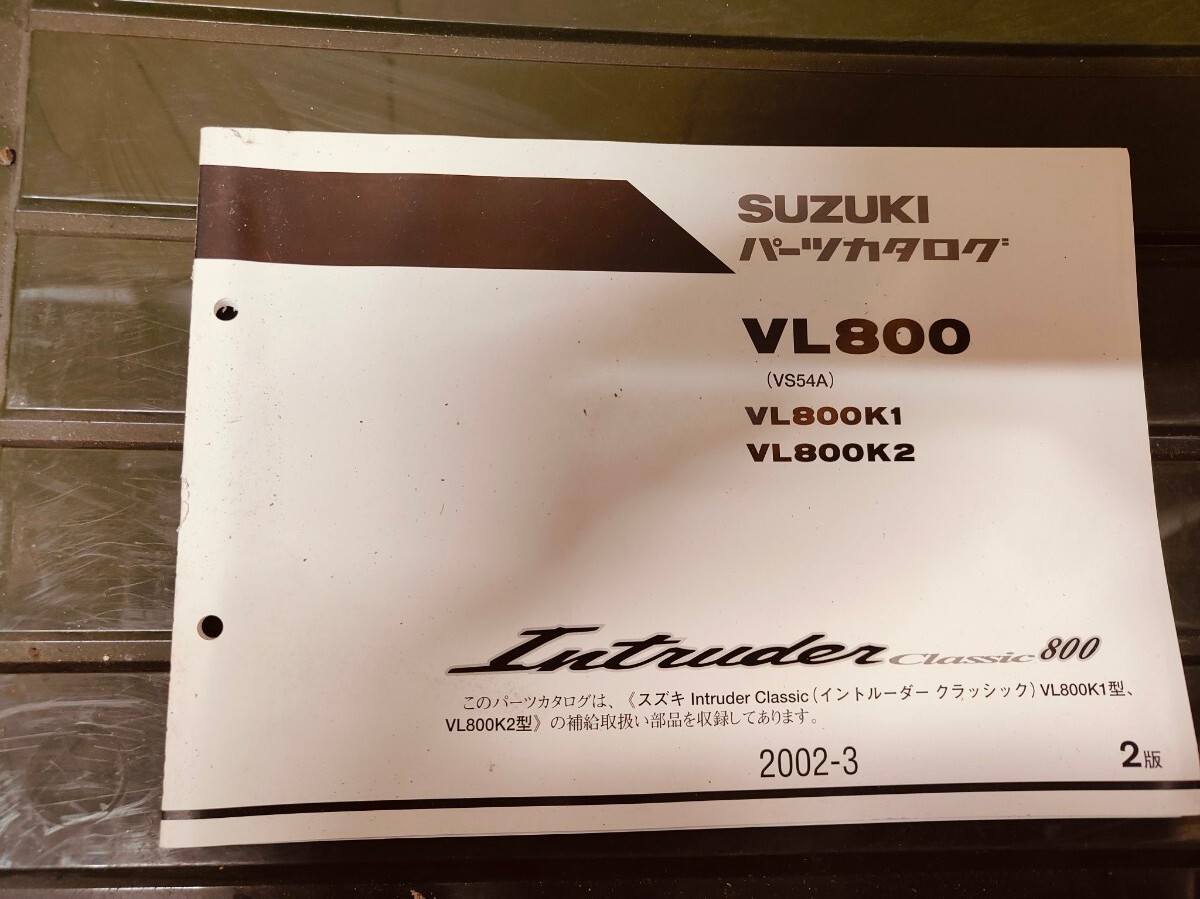 SUZUKI
パーツカタログ
VL800
（VS54A）
VL800K1
VL800K2
Intruder Classic 800
このパーツカタログは、《スズキ Intruder Classic（イントルーダー クラッシック）VL800K1型、
VL800K2型》の補給取扱い部品を収録してあります。
2002-3
2版